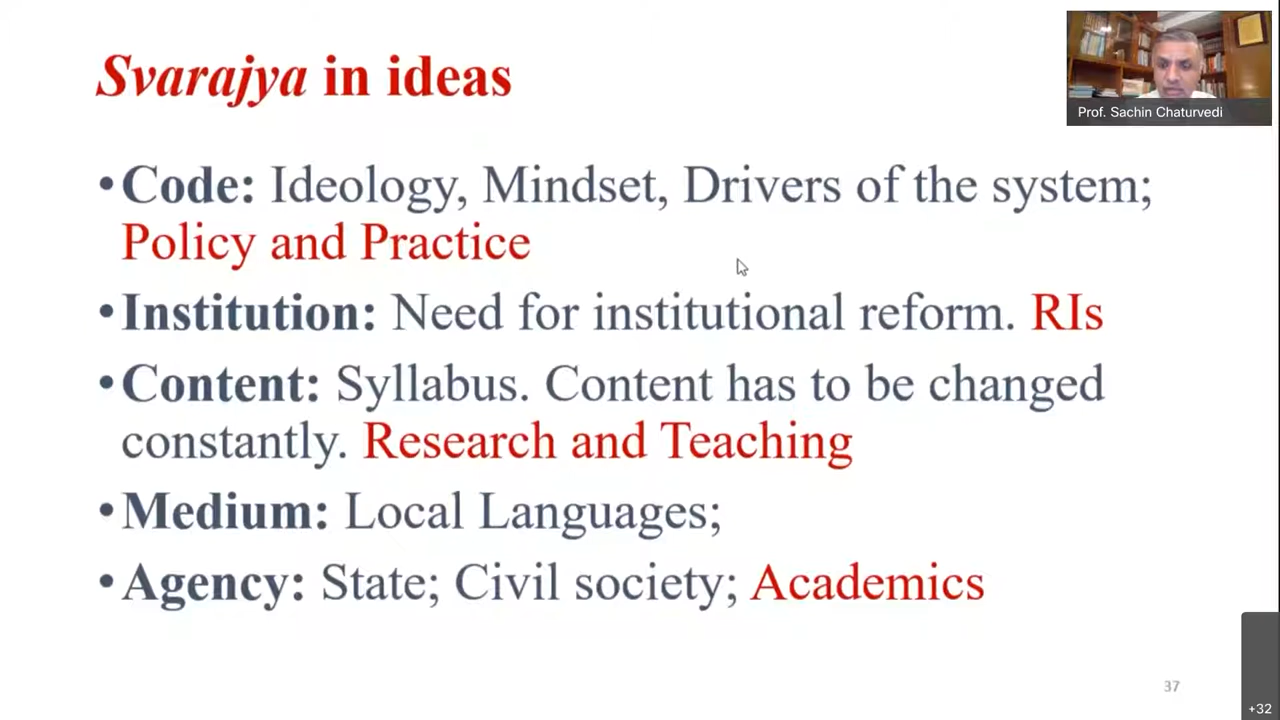 Svarajya in ideas
Prof. Sachin Chaturvedi
•Code: Ideology, Mindset, Drivers of the system;
Policy and Practice
•Institution: Need for institutional reform. RIs
•Content: Syllabus. Content has to be changed
constantly. Research and Teaching
•Medium: Local Languages;
•Agency: State; Civil society; Academics
37
+32